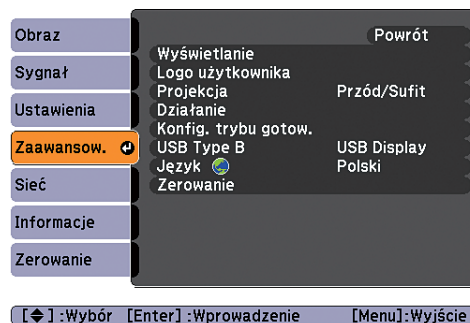 Obraz
Sygnał
Ustawienia
Zaawansow.
Sieć
Informacje
Zerowanie
Powrót
Wyświetlanie
Logo użytkownika
Projekcja Przód/Sufit
Działanie
Konfig. trybu gotow.
USB Type B USB Display
Język Polski
Zerowanie
[◆] :Wybór [Enter] :Wprowadzenie [Menu]:Wyjście